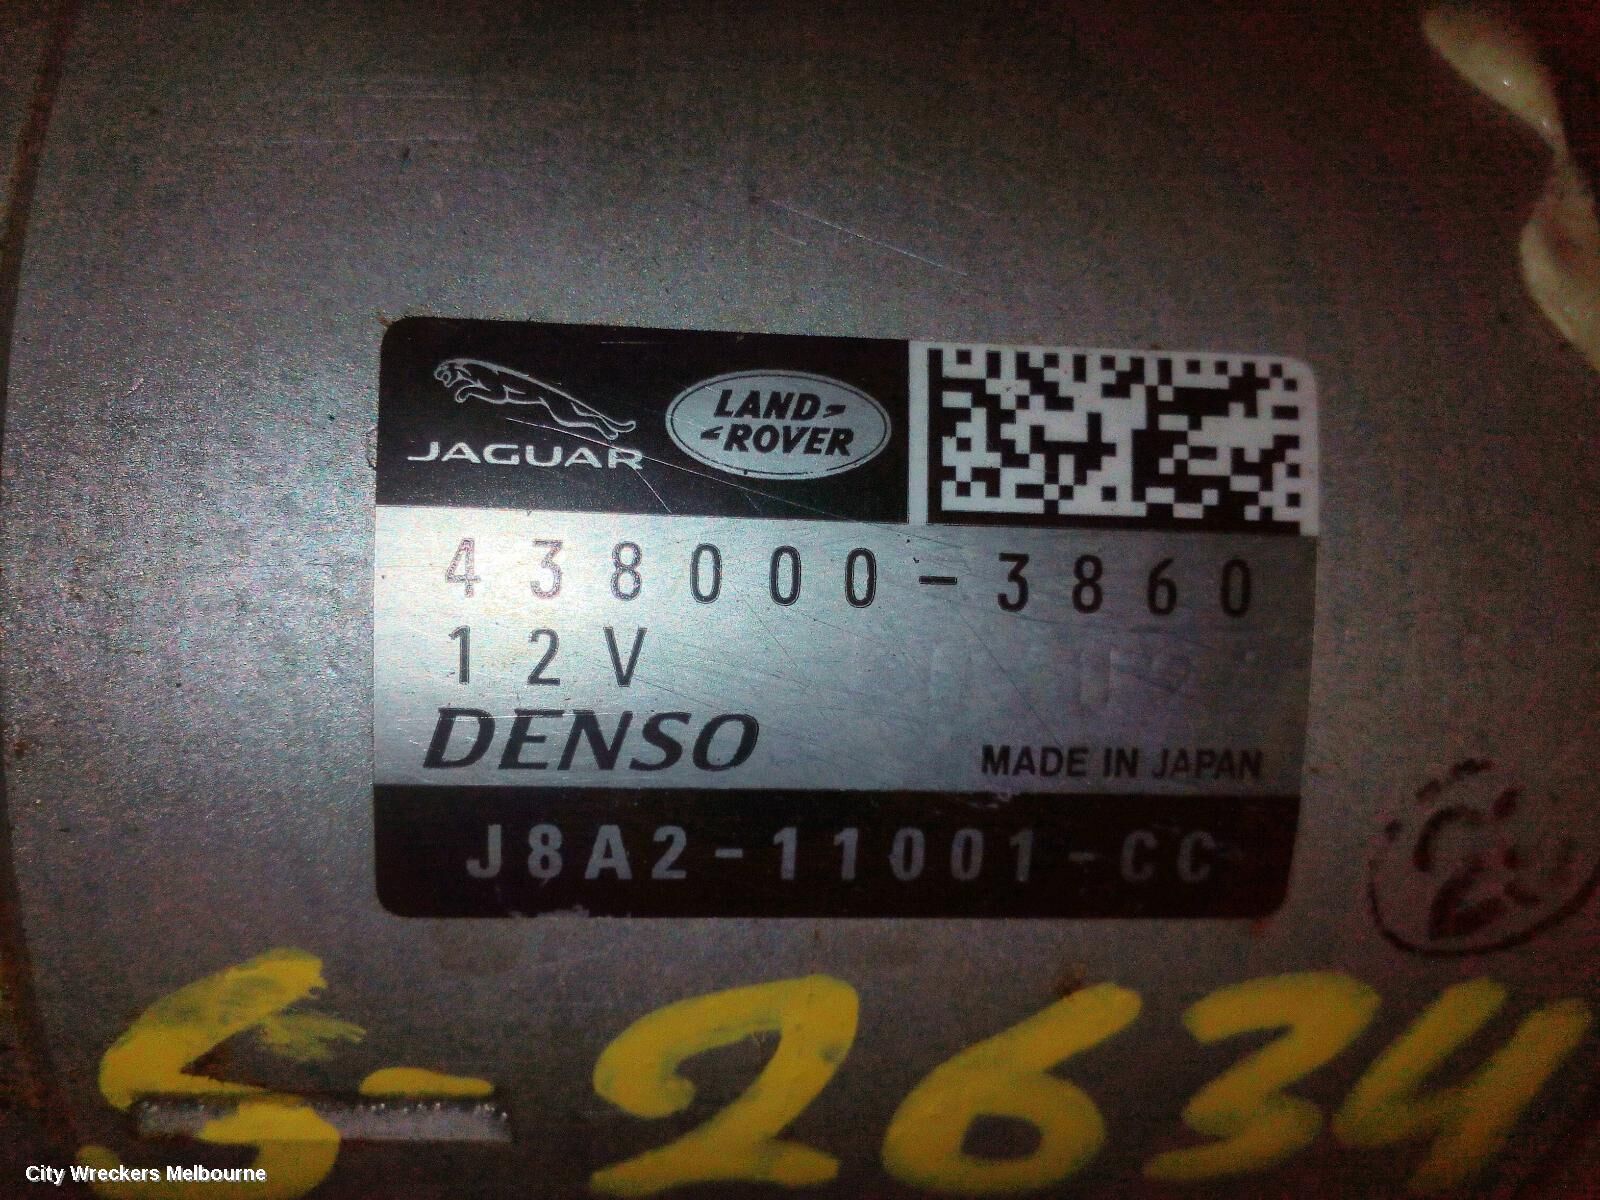 JAGUAR
LAND-
-ROVER
438000-3860
12V
DENSO
MADE IN JAPAN
J8A2-11001-CC
S-2634
City Wreckers Melbourne